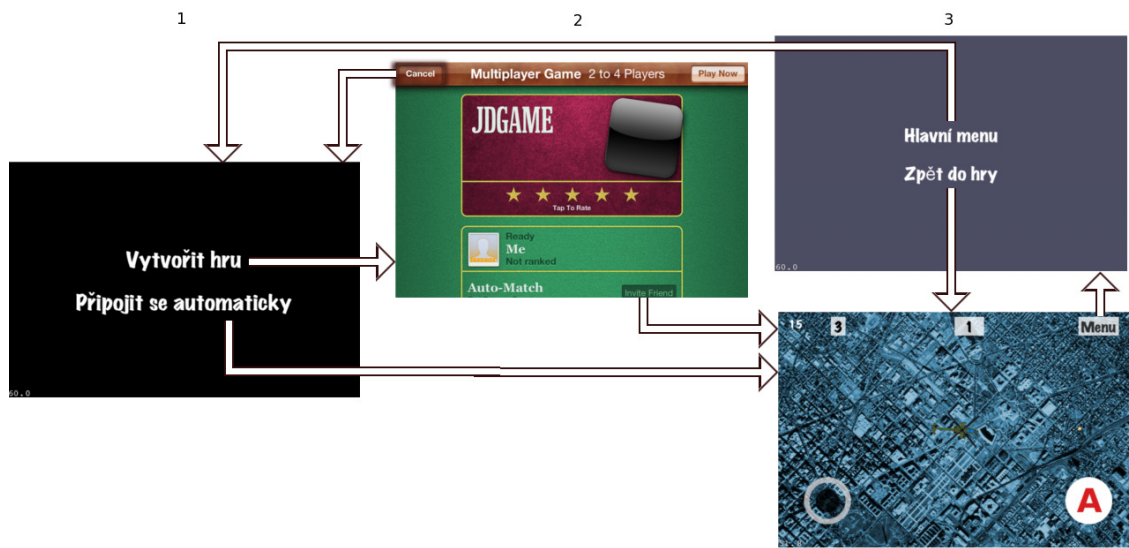 1
2
3
Cancel
Multiplayer Game 2 to 4 Players
Play Now
JDGAME
Tap To Rate
Ready
Me
Not ranked
Auto-Match
Invite Friend
Vytvořit hru
Připojit se automaticky
60.0
Hlavní menu
Zpět do hry
60.0
15
3
1
Menu
A